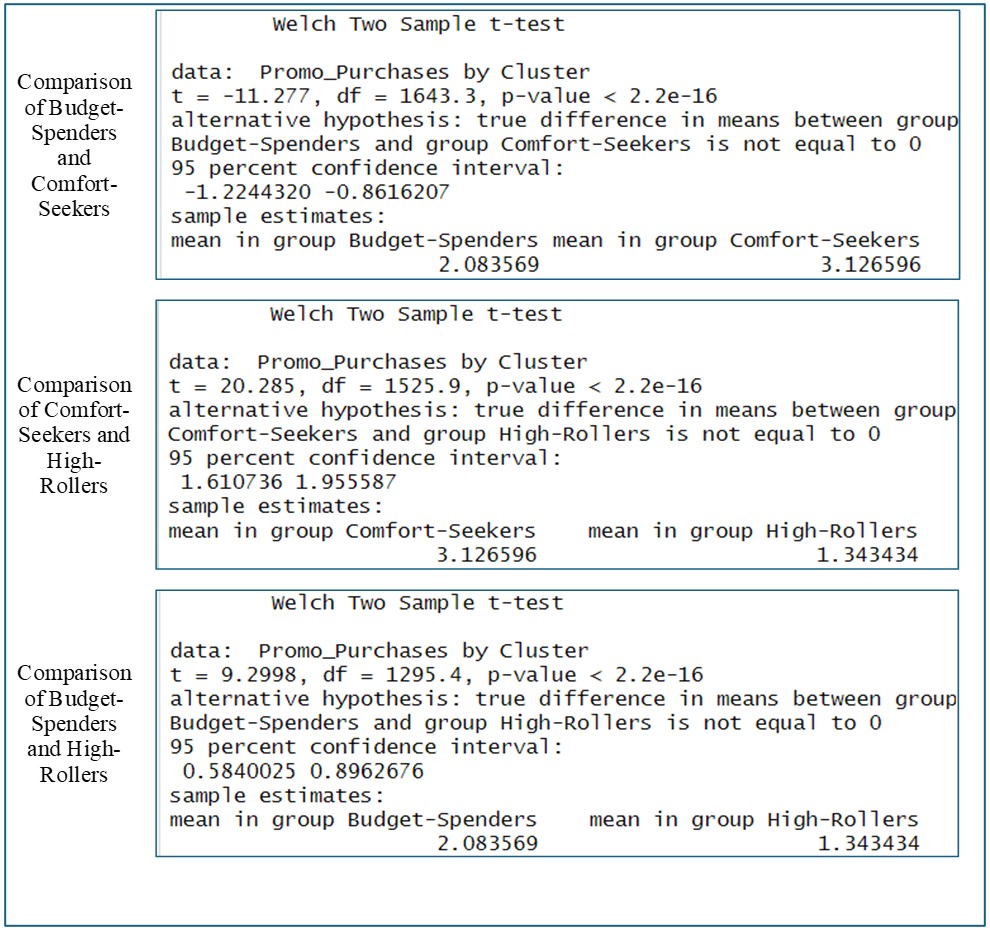 Comparison
of Budget-
Spenders
and
Comfort-
Seekers
Welch Two Sample t-test
data:  Promo_Purchases by Cluster
t = -11.277, df = 1643.3, p-value < 2.2e-16
alternative hypothesis: true difference in means between group
Budget-Spenders and group Comfort-Seekers is not equal to 0
95 percent confidence interval:
-1.2244320 -0.8616207
sample estimates:
mean in group Budget-Spenders mean in group Comfort-Seekers
2.083569 3.126596
Comparison
of Comfort-
Seekers and
High-
Rollers
Welch Two Sample t-test
data:  Promo_Purchases by Cluster
t = 20.285, df = 1525.9, p-value < 2.2e-16
alternative hypothesis: true difference in means between group
Comfort-Seekers and group High-Rollers is not equal to 0
95 percent confidence interval:
1.610736 1.955587
sample estimates:
mean in group Comfort-Seekers mean in group High-Rollers
3.126596 1.343434
Comparison
of Budget-
Spenders
and High-
Rollers
Welch Two Sample t-test
data:  Promo_Purchases by Cluster
t = 9.2998, df = 1295.4, p-value < 2.2e-16
alternative hypothesis: true difference in means between group
Budget-Spenders and group High-Rollers is not equal to 0
95 percent confidence interval:
0.5840025 0.8962676
sample estimates:
mean in group Budget-Spenders mean in group High-Rollers
2.083569 1.343434